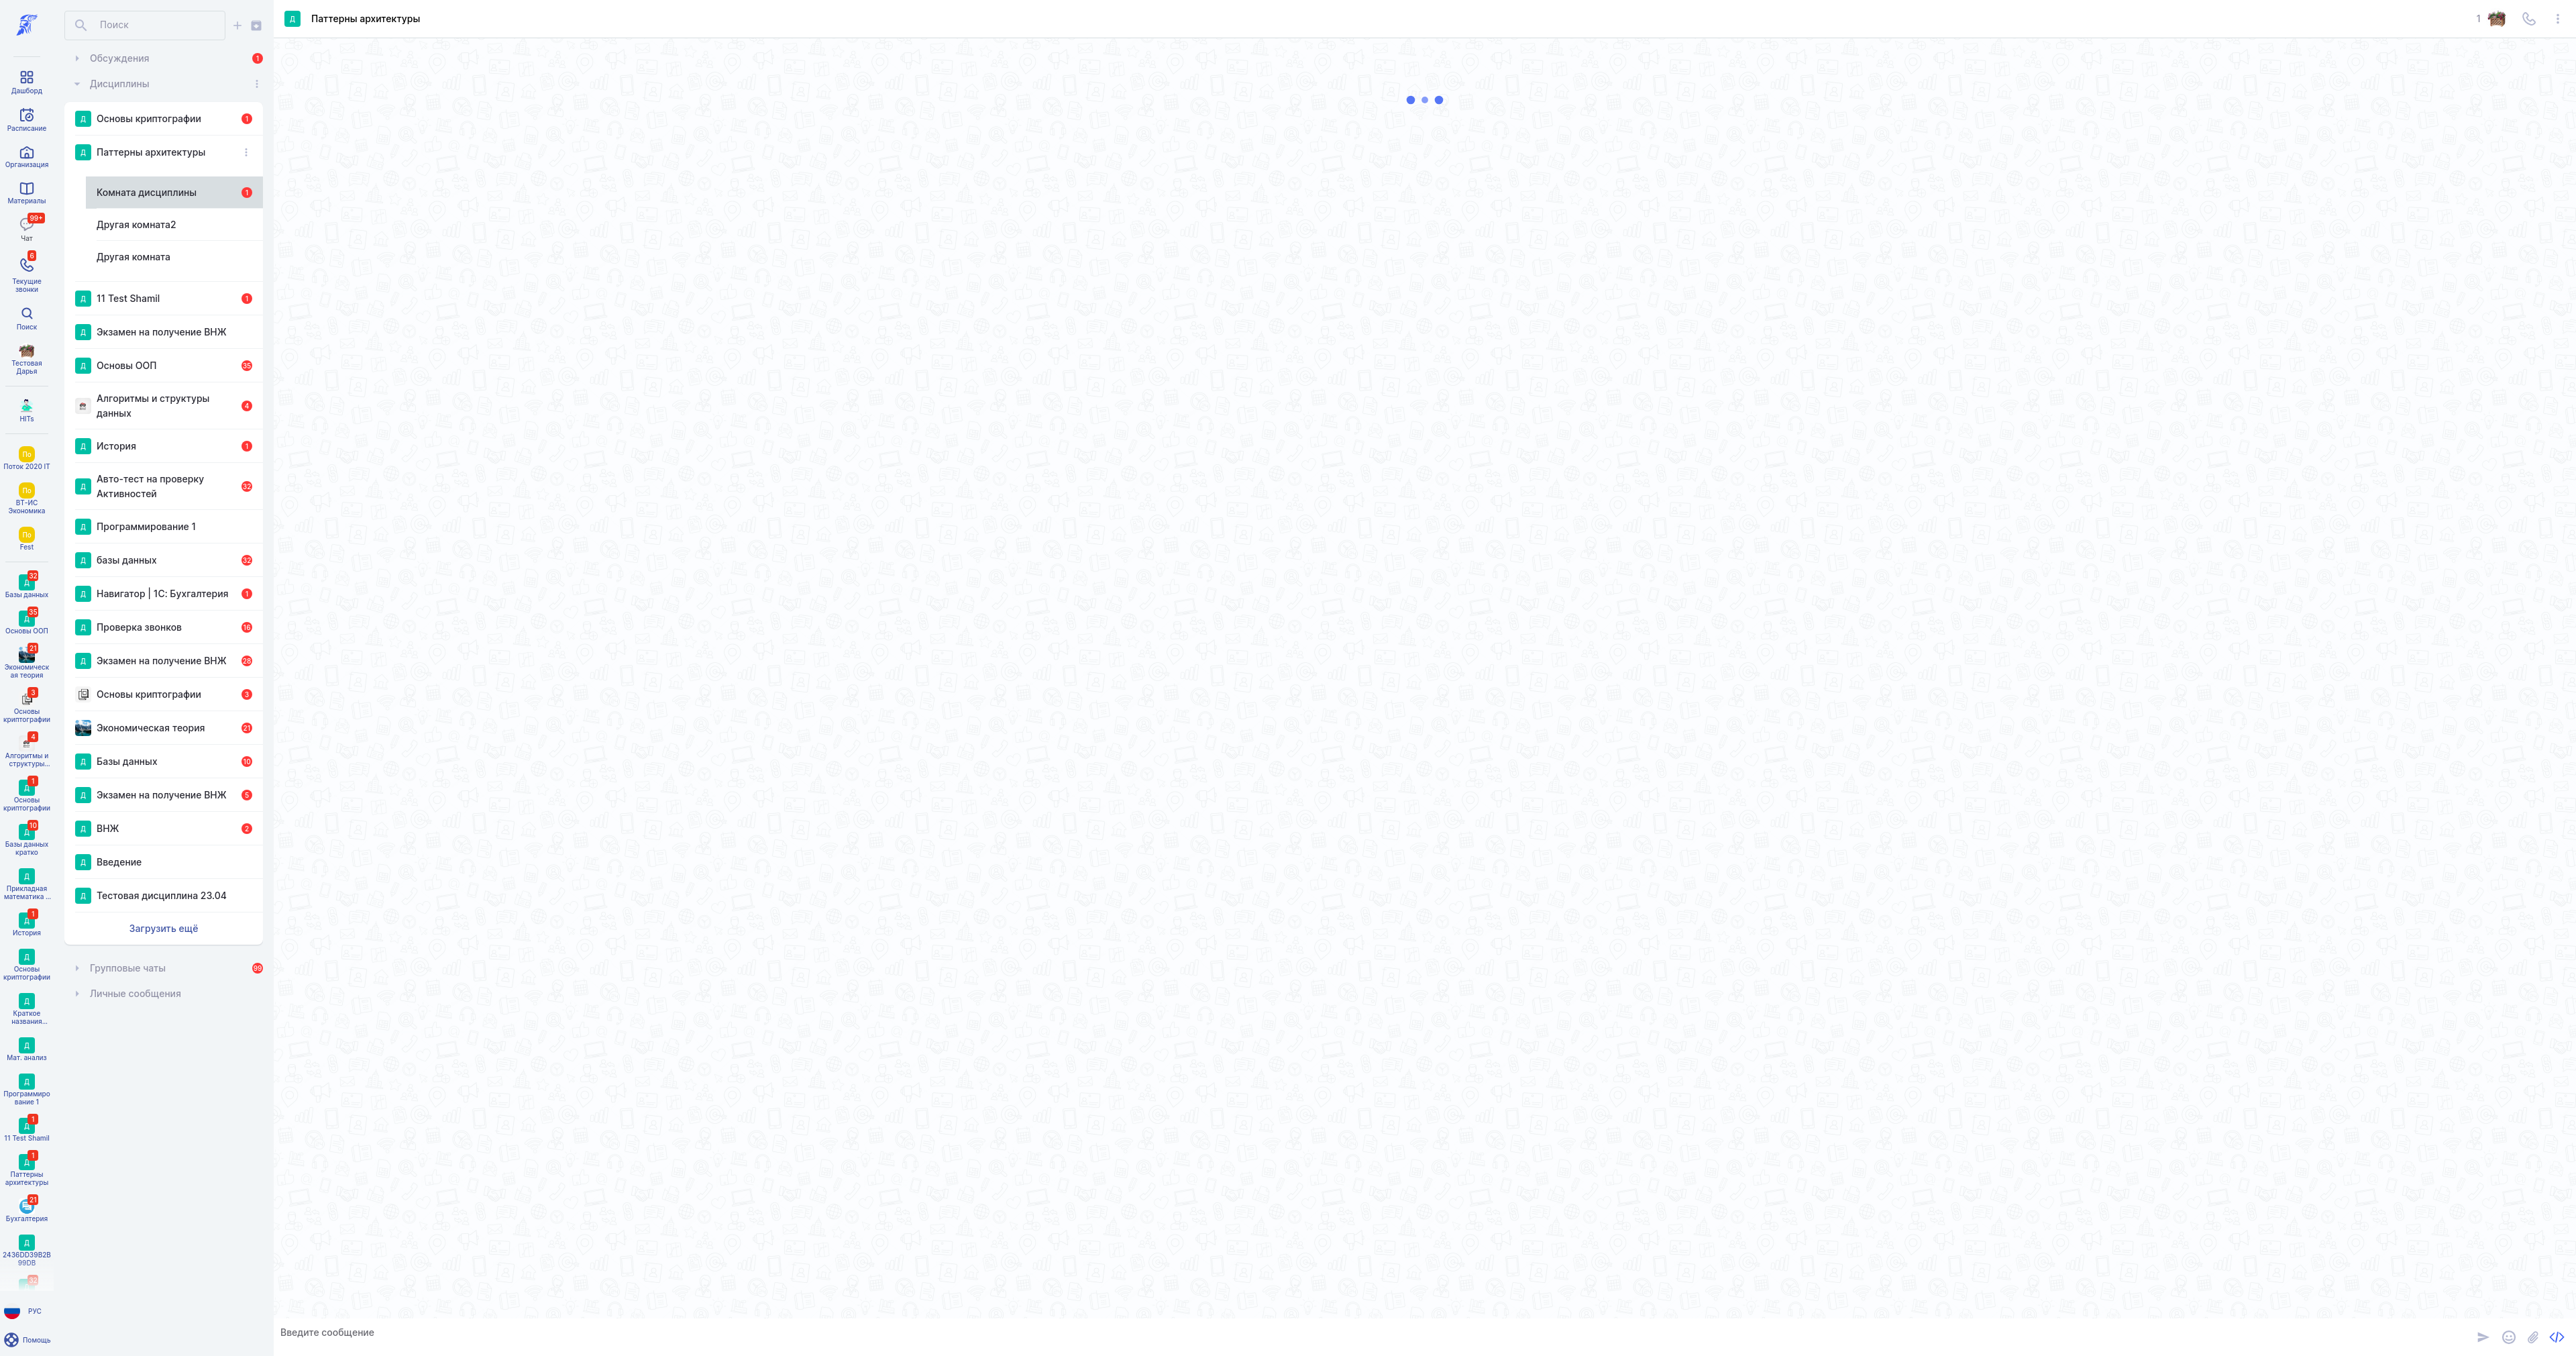 Дашборд
Расписание
Организация
Материалы
99+
Чат
6
Текущие
звонки
Поиск
Тестовая
Дарья
HITs
По
Поток 2020 IT
По
ВТ-ИС
Экономика
По
Fest
32
Д
Базы данных
35
Д
Основы ООП
21
Экономическ
ая теория
3
Основы
криптографии
4
Алгоритмы и
структуры...
1
Д
Основы
криптографии
10
Д
Базы данных
кратко
Д
Прикладная
математика ...
1
Д
История
Д
Основы
криптографии
Д
Краткое
названия...
Д
Мат. анализ
Д
Программиро
вание 1
1
Д
11 Test Shamil
1
Д
Паттерны
архитектуры
21
Бухгалтерия
Д
2436DD39B2B
99DB
32
РУС
Помощь
Поиск
Обсуждения 1
Дисциплины
Д Основы криптографии 1
Д Паттерны архитектуры
Комната дисциплины 1
Другая комната2
Другая комната
Д 11 Test Shamil 1
Д Экзамен на получение ВНЖ
Д Основы ООП 35
Алгоритмы и структуры
данных 4
Д История 1
Д Авто-тест на проверку
Активностей 32
Д Программирование 1
Д базы данных 32
Д Навигатор | 1С: Бухгалтерия 1
Д Проверка звонков 16
Д Экзамен на получение ВНЖ 28
Основы криптографии 3
Экономическая теория 21
Д Базы данных 10
Д Экзамен на получение ВНЖ 5
Д ВНЖ 2
Д Введение
Д Тестовая дисциплина 23.04
Загрузить ещё
Групповые чаты 99
Личные сообщения
Д Паттерны архитектуры 1
Введите сообщение